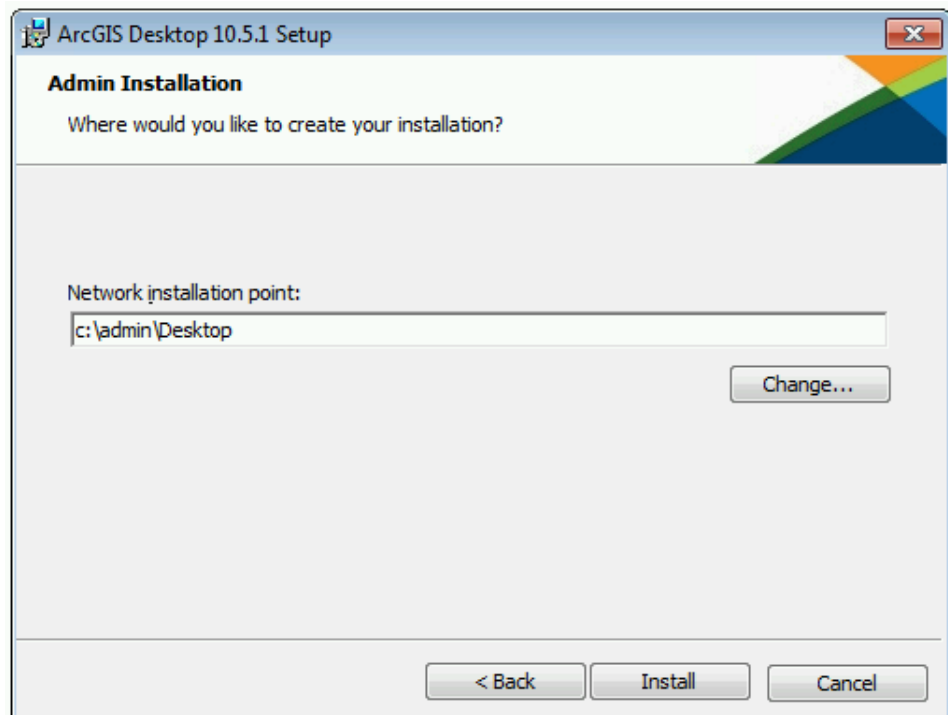 ArcGIS Desktop 10.5.1 Setup
Admin Installation
Where would you like to create your installation?
Network installation point:
c:\admin\Desktop
Change...
< Back
Install
Cancel